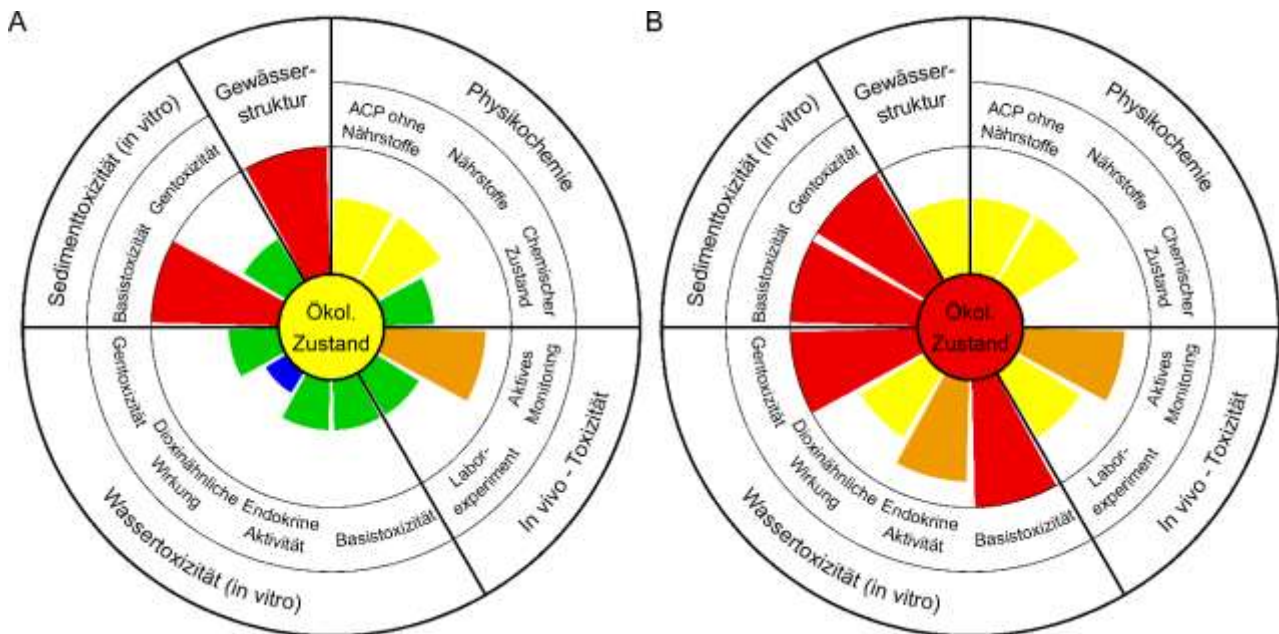 A
Gewässer-
struktur
Physikochemie
ACP ohne
Nährstoffe
Nährstoffe
Chemischer
Zustand
Sedimenttoxizität (in vitro)
Gentoxizität
Basistoxizität
Ökol.
Zustand
Aktives
Monitoring
Labor-
experiment
In vivo - Toxizität
Gentoxizität
Dioxinähnliche
Wirkung
Endokrine
Aktivität
Basistoxizität
Wassertoxizität (in vitro)
B
Gewässer-
struktur
Physikochemie
ACP ohne
Nährstoffe
Nährstoffe
Chemischer
Zustand
Sedimenttoxizität (in vitro)
Gentoxizität
Basistoxizität
Ökol.
Zustand
Aktives
Monitoring
Labor-
experiment
In vivo - Toxizität
Gentoxizität
Dioxinähnliche
Wirkung
Endokrine
Aktivität
Basistoxizität
Wassertoxizität (in vitro)